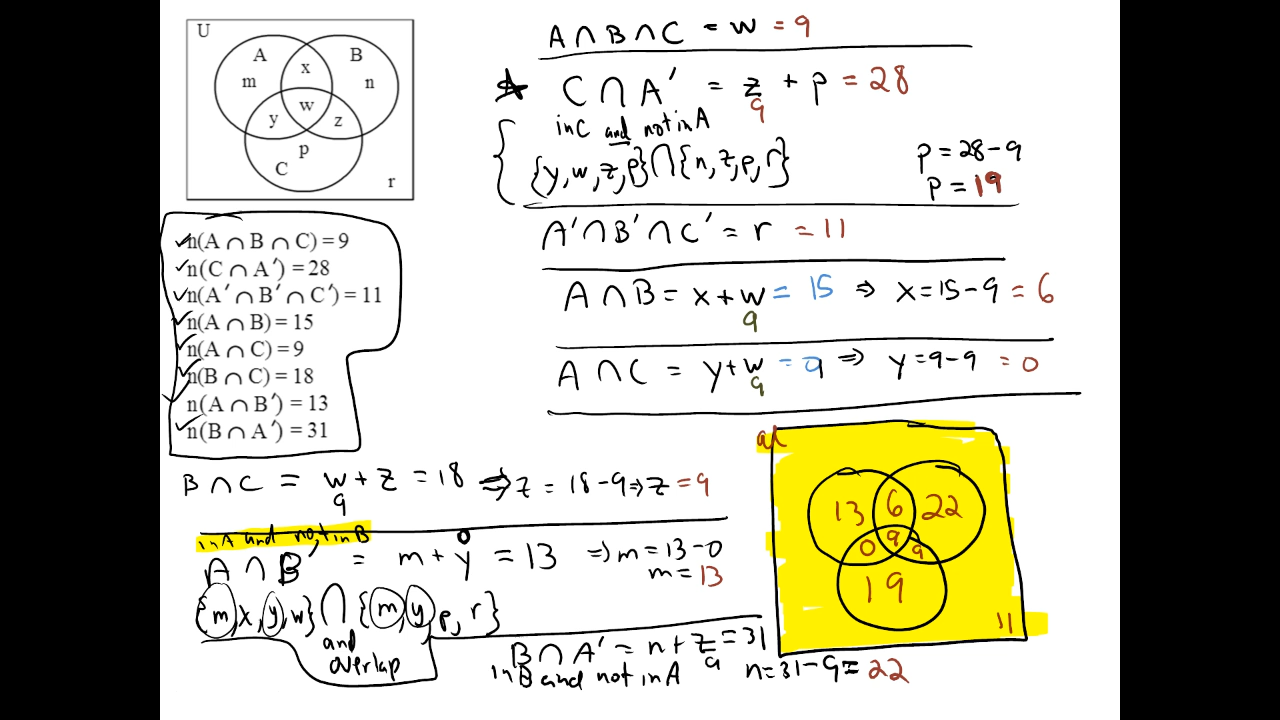 U
A B
m x n
w
y z
p
C
r
n(A ∩ B ∩ C) = 9
n(C ∩ A′) = 28
n(A′ ∩ B′ ∩ C′) = 11
n(A ∩ B) = 15
n(A ∩ C) = 9
n(B ∩ C) = 18
n(A ∩ B′) = 13
n(B ∩ A′) = 31
A ∩ B ∩ C = w = 9
C ∩ A′ = z + p = 28
9
in C and not in A
{y, w, z, p} ∩ {n, z, p, r}
p = 28 - 9
p = 19
A′ ∩ B′ ∩ C′ = r = 11
A ∩ B = x + w = 15 ⇒ x = 15 - 9 = 6
9
A ∩ C = y + w = 9 ⇒ y = 9 - 9 = 0
9
B ∩ C = w + z = 18 ⇒ z = 18 - 9 ⇒ z = 9
9
in A and not in B
0
A ∩ B′ = m + y = 13 ⇒ m = 13 - 0
m = 13
{m, x, y, w} ∩ {m, y, p, r}
and
overlap
B ∩ A′ = n + z = 31
9
in B and not in A
n = 31 - 9 = 22
13 6 22
0 9 9
19
11